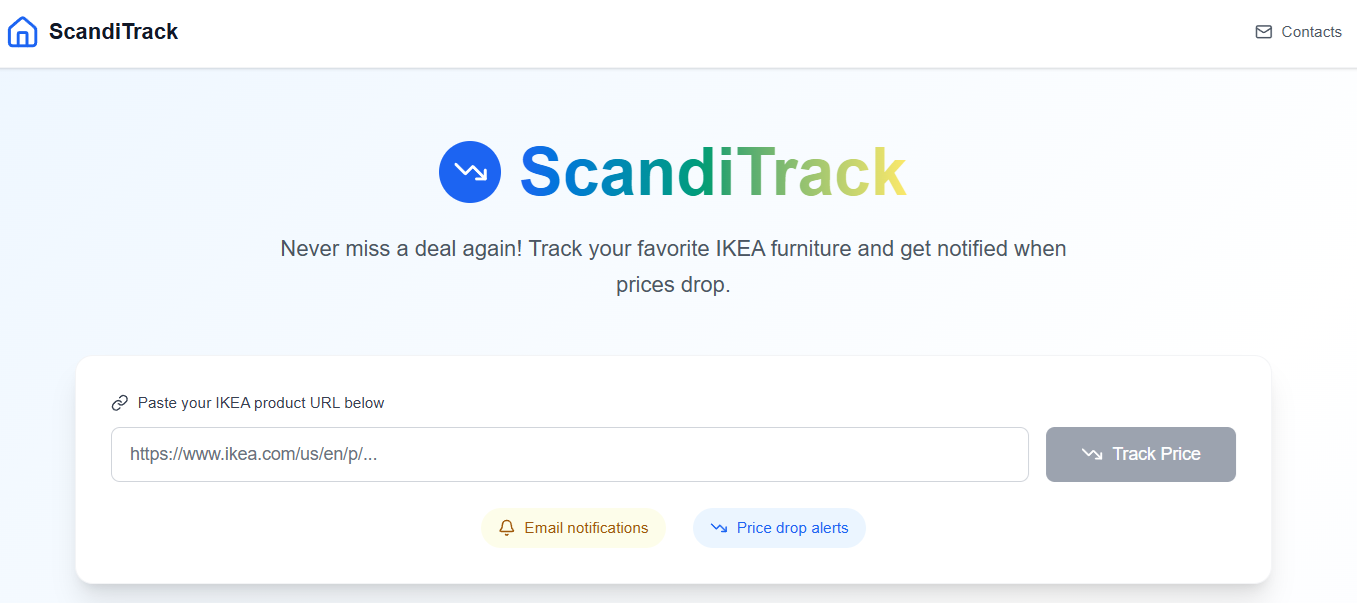 ScandiTrack
Contacts
ScandiTrack
Never miss a deal again! Track your favorite IKEA furniture and get notified when
prices drop.
Paste your IKEA product URL below
https://www.ikea.com/us/en/p/...
Track Price
Email notifications
Price drop alerts